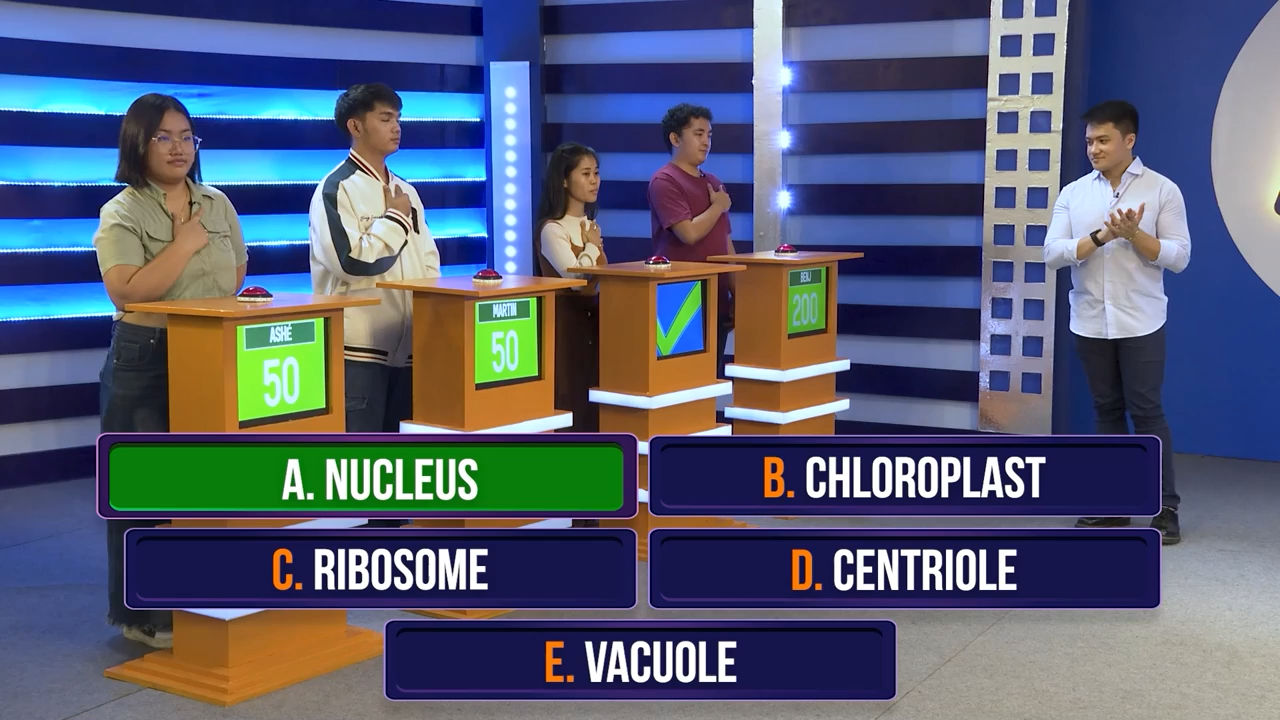 ASHE
50
MARTIN
50
BENJ
200
A. NUCLEUS
B. CHLOROPLAST
C. RIBOSOME
D. CENTRIOLE
E. VACUOLE